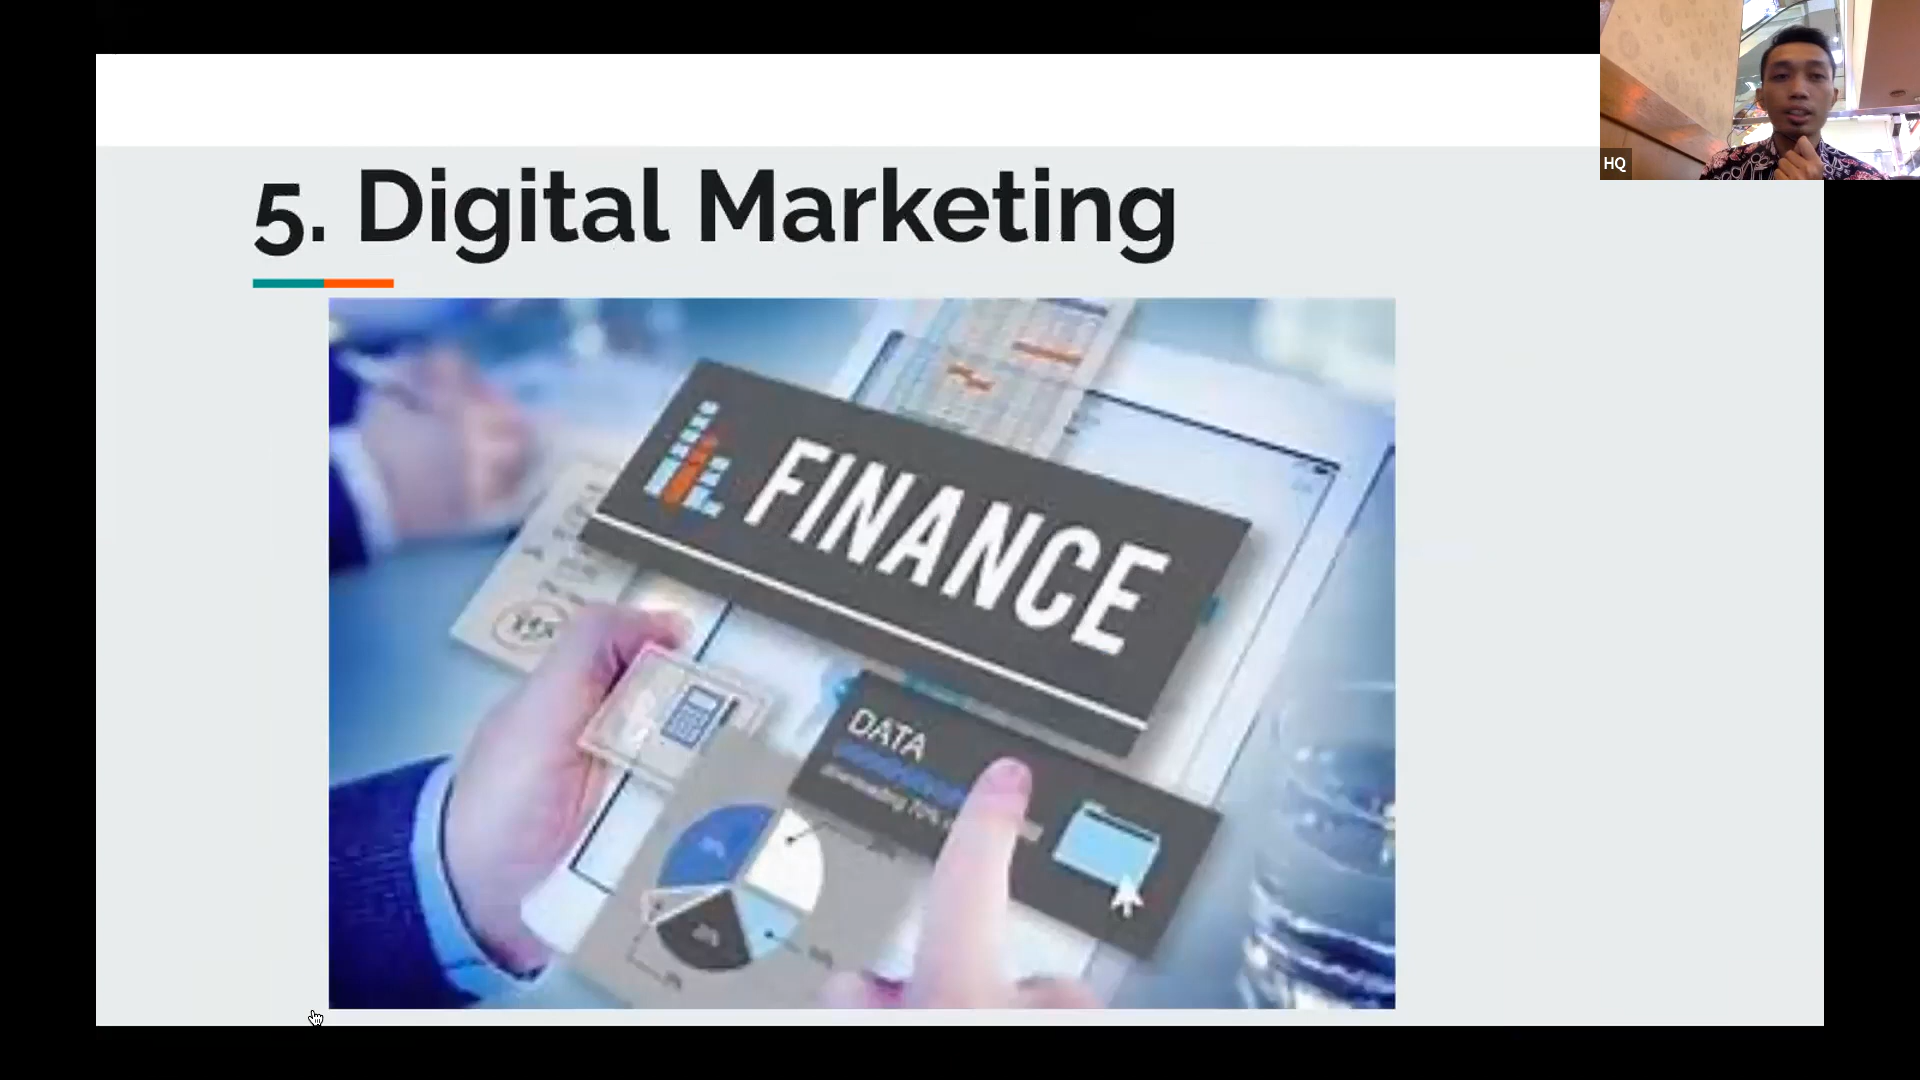 HQ
5. Digital Marketing
FINANCE
DATA